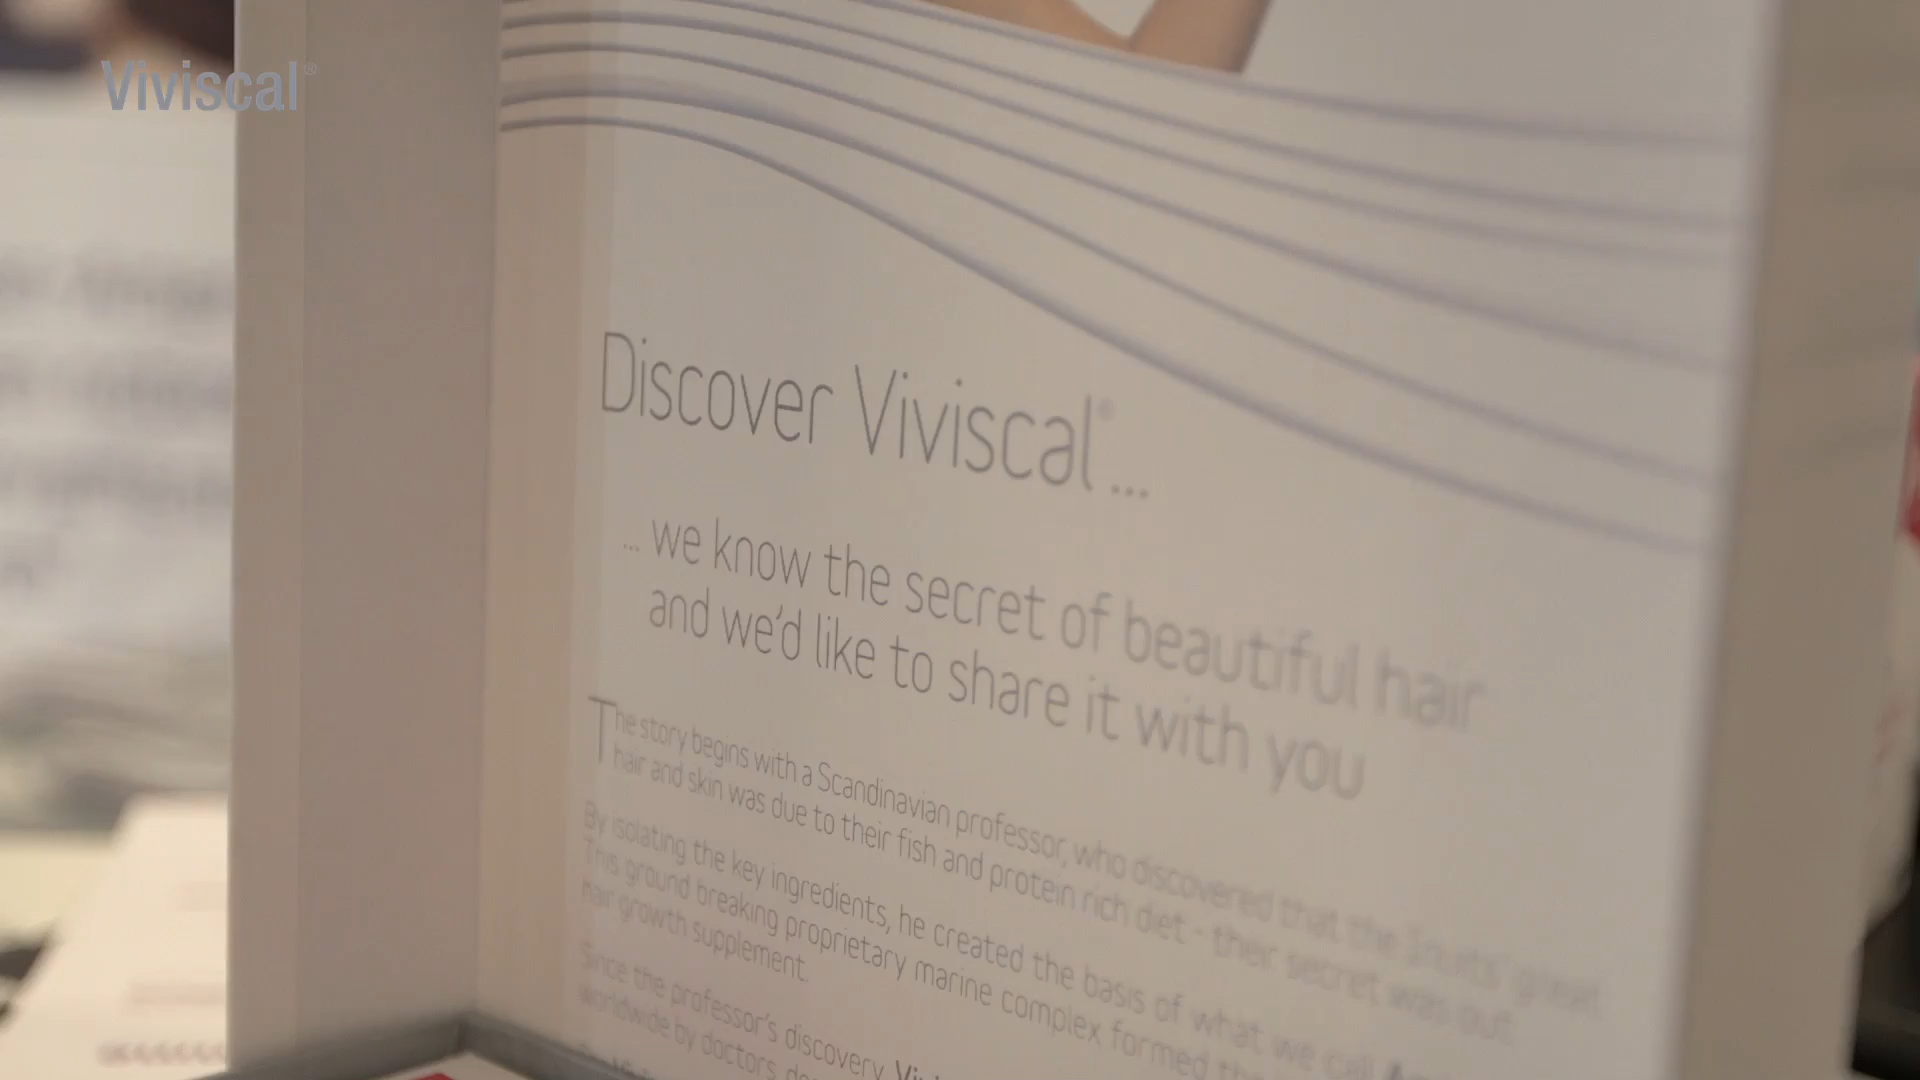 Viviscal®
Discover Viviscal®...
... we know the secret of beautiful hair
and we'd like to share it with you
The story begins with a Scandinavian professor, who discovered that the Inuits' great
hair and skin was due to their fish and protein rich diet - their secret was out.
By isolating the key ingredients, he created the basis of what we call
This ground breaking proprietary marine complex formed the
hair growth supplement.
Since the professor's discovery,
worldwide by doctors,